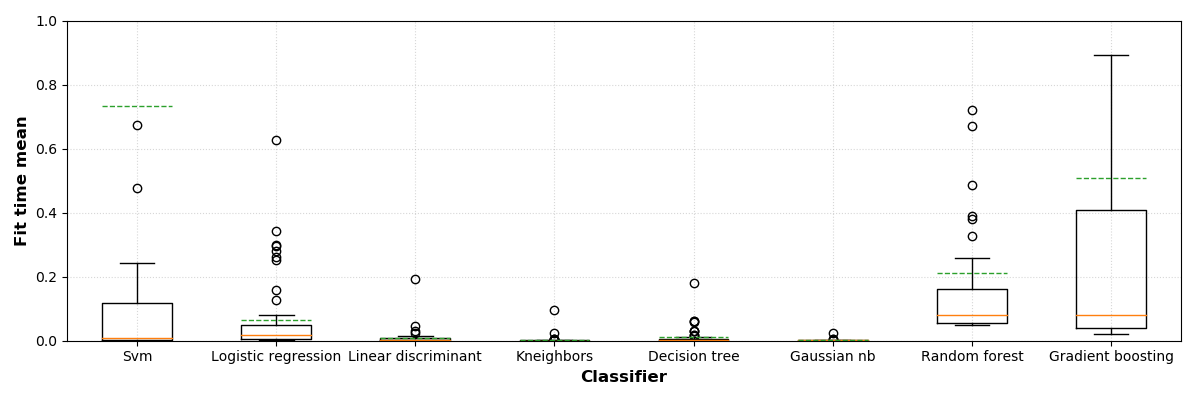 Fit time mean
1.0
0.8
0.6
0.4
0.2
0.0
Svm Logistic regression Linear discriminant Kneighbors Decision tree Gaussian nb Random forest Gradient boosting
Classifier